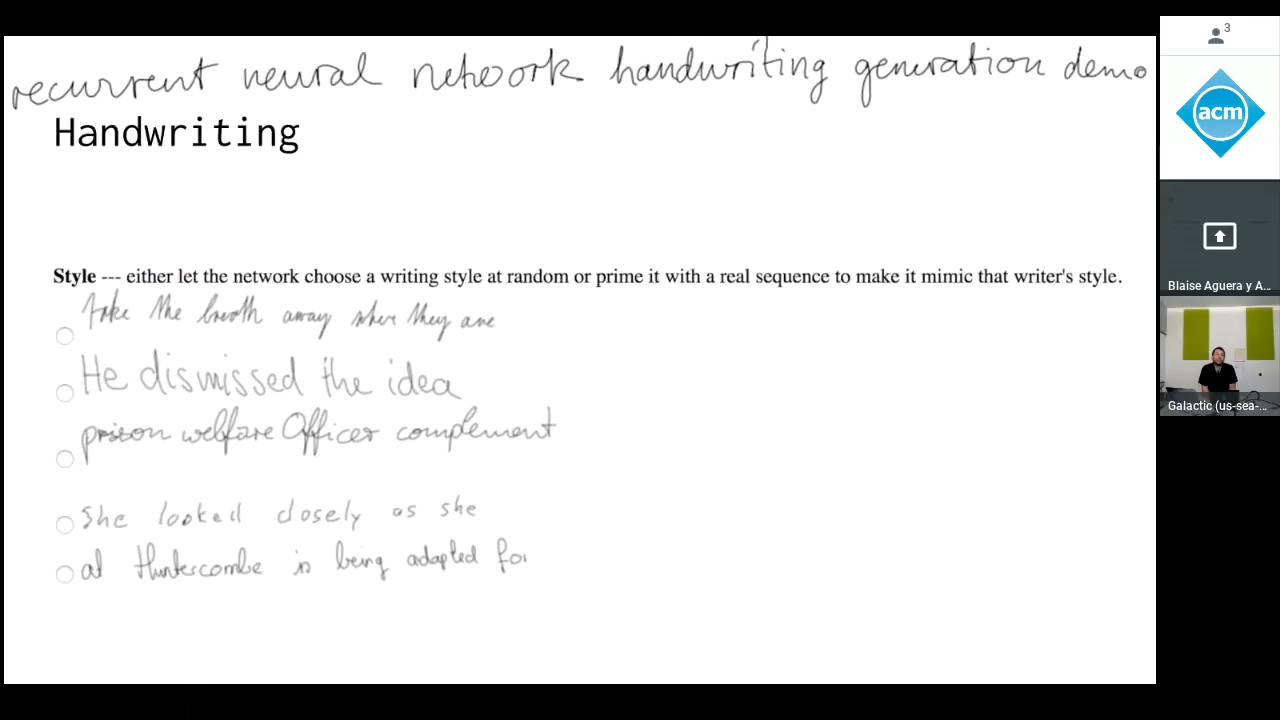 recurrent neural network handwriting generation demo
Handwriting
Style --- either let the network choose a writing style at random or prime it with a real sequence to make it mimic that writer's style.
take the breath away when they are
He dismissed the idea
prison welfare Officer complement
She looked closely as she
at Huntercombe is being adapted for
3
acm
Blaise Aguera y A...
Galactic (us-sea-...